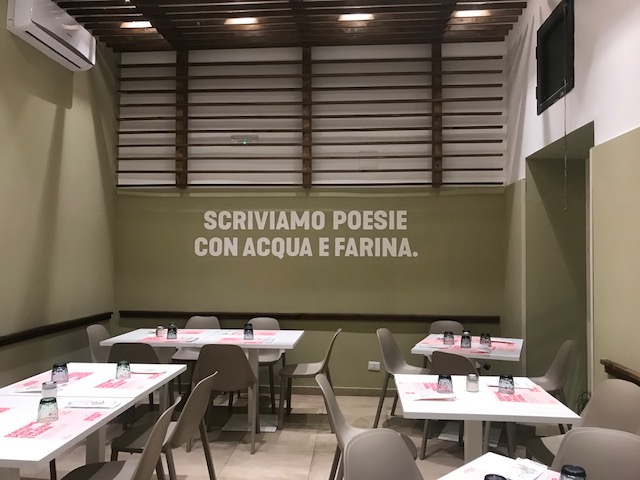 SCRIVIAMO POESIE
CON ACQUA E FARINA.